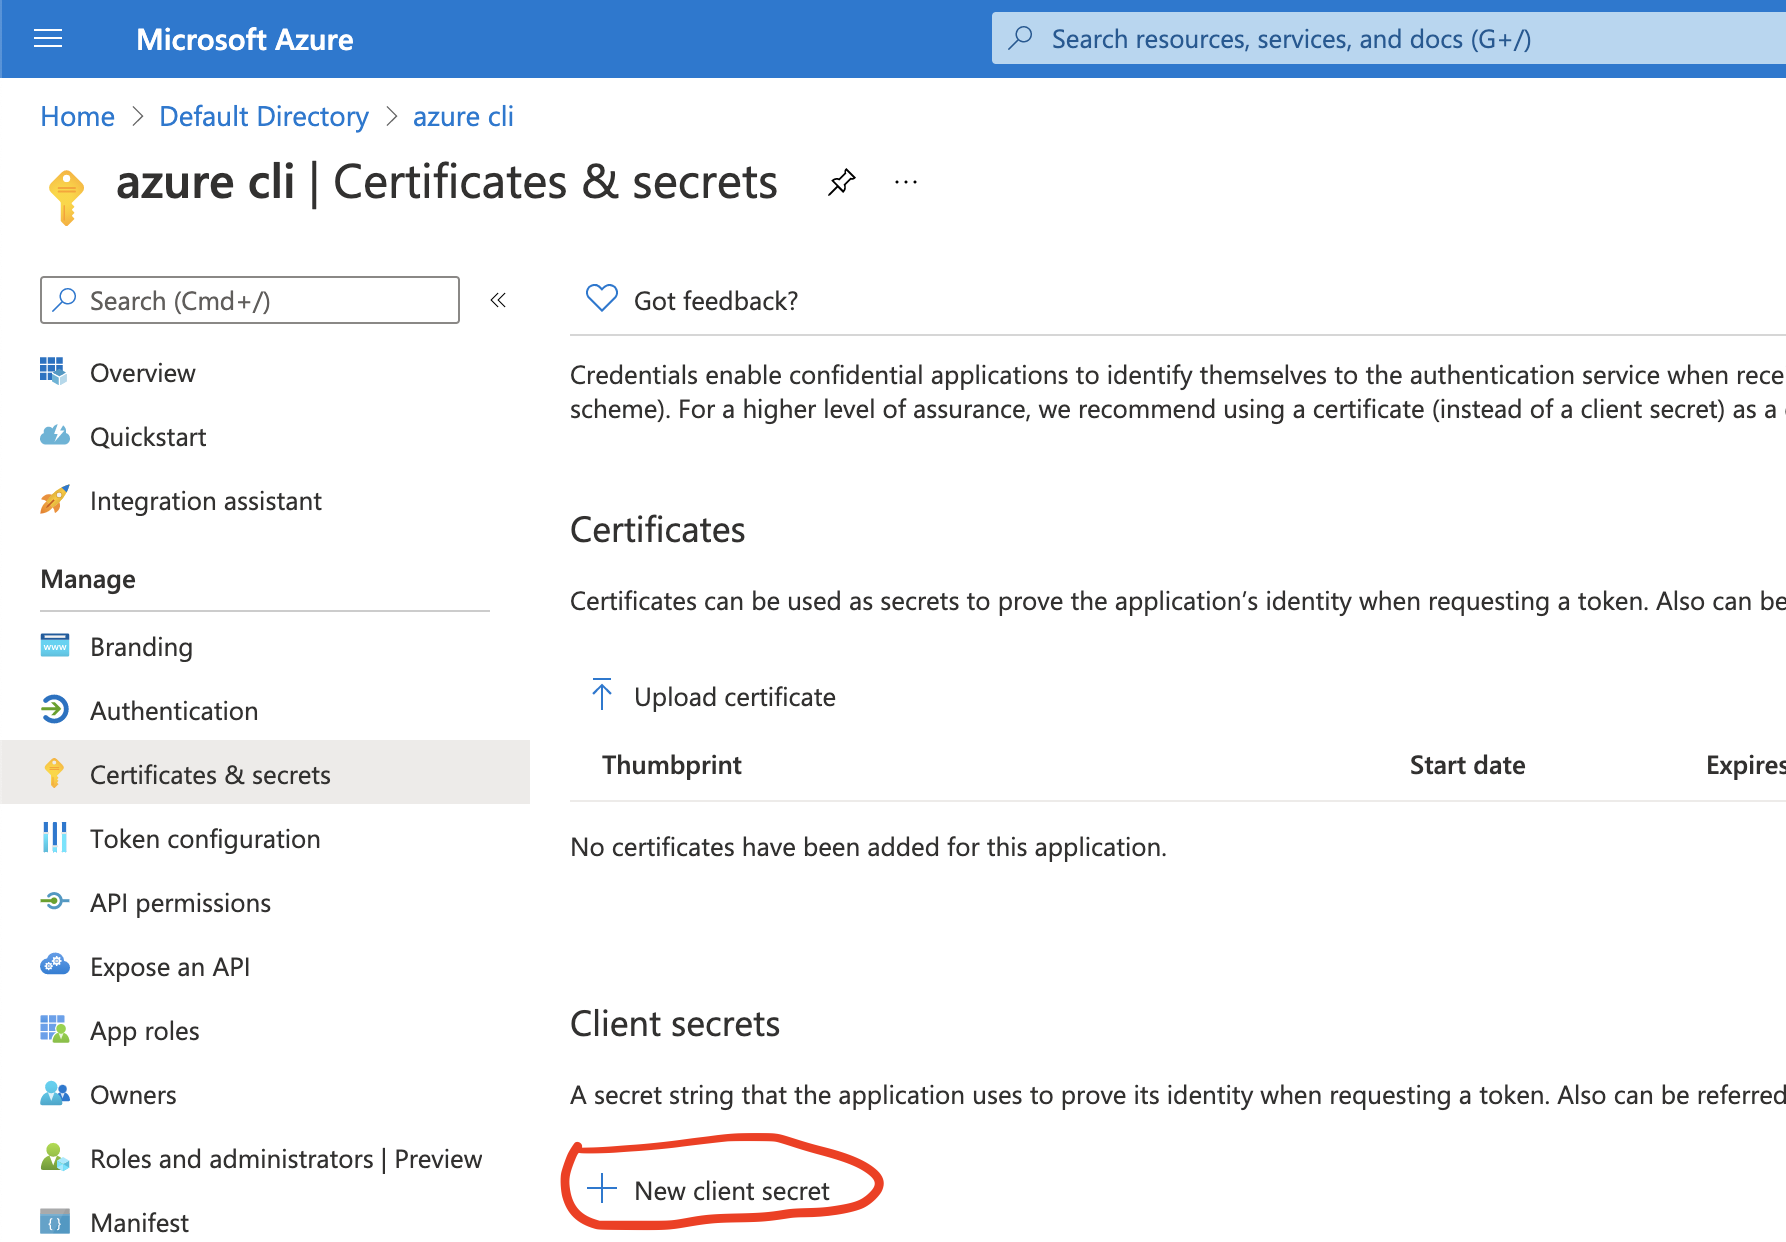 Microsoft Azure
Search resources, services, and docs (G+/)
Home > Default Directory > azure cli
azure cli | Certificates & secrets
...
Search (Cmd+/)
«
Overview
Quickstart
Integration assistant
Manage
Branding
Authentication
Certificates & secrets
Token configuration
API permissions
Expose an API
App roles
Owners
Roles and administrators | Preview
Manifest
Got feedback?
Credentials enable confidential applications to identify themselves to the authentication service when rece
scheme). For a higher level of assurance, we recommend using a certificate (instead of a client secret) as a
Certificates
Certificates can be used as secrets to prove the application's identity when requesting a token. Also can be
Upload certificate
Thumbprint Start date Expires
No certificates have been added for this application.
Client secrets
A secret string that the application uses to prove its identity when requesting a token. Also can be referred
New client secret